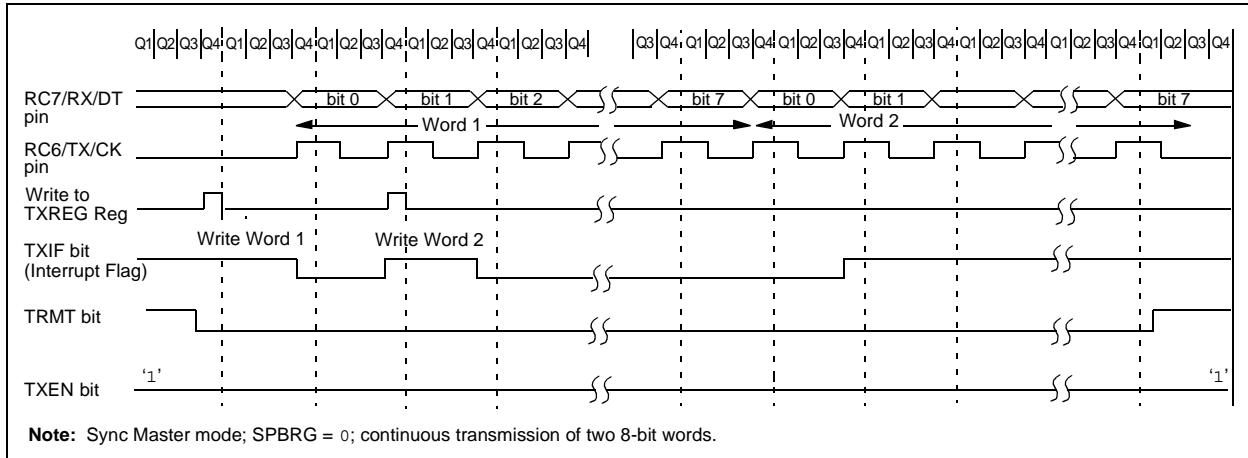 Q1 Q2 Q3 Q4 Q1 Q2 Q3 Q4 Q1 Q2 Q3 Q4 Q1 Q2 Q3 Q4 Q1 Q2 Q3 Q4 Q3 Q4 Q1 Q2 Q3 Q4 Q1 Q2 Q3 Q4 Q1 Q2 Q3 Q4 Q1 Q2 Q3 Q4 Q1 Q2 Q3 Q4 Q1 Q2 Q3 Q4
RC7/RX/DT
pin
bit 0 bit 1 bit 2 bit 7 bit 0 bit 1 bit 7
Word 1 Word 2
RC6/TX/CK
pin
Write to
TXREG Reg
Write Word 1 Write Word 2
TXIF bit
(Interrupt Flag)
TRMT bit
TXEN bit
‘1’ ‘1’
Note: Sync Master mode; SPBRG = 0; continuous transmission of two 8-bit words.